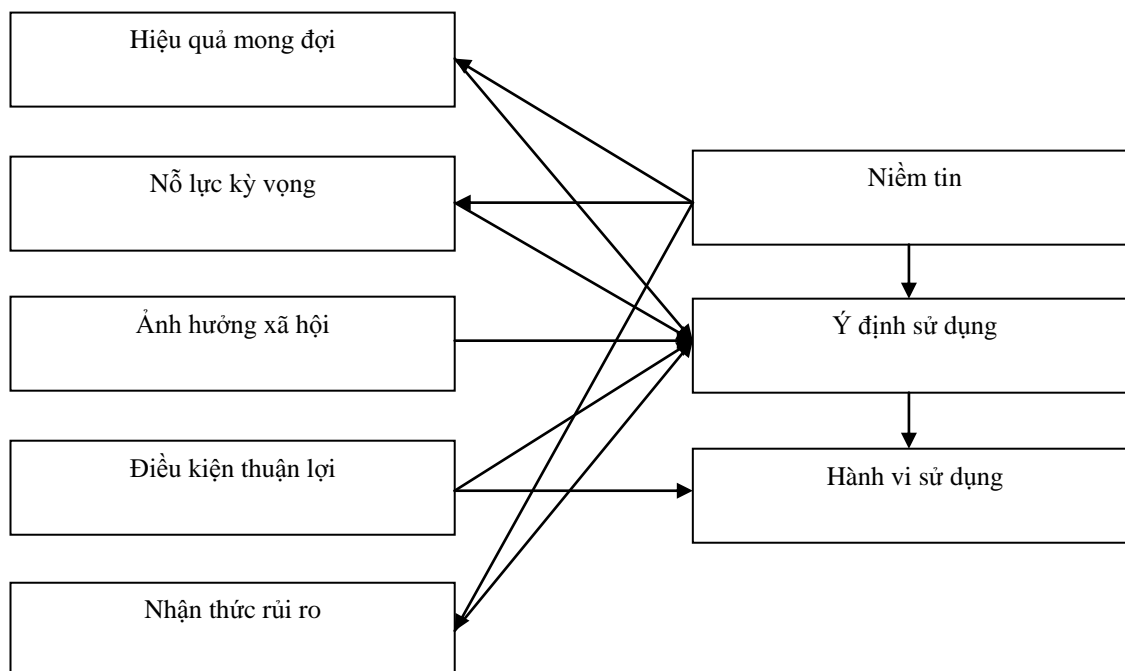 Hiệu quả mong đợi
Nỗ lực kỳ vọng
Niềm tin
Ảnh hưởng xã hội
Ý định sử dụng
Điều kiện thuận lợi
Hành vi sử dụng
Nhận thức rủi ro